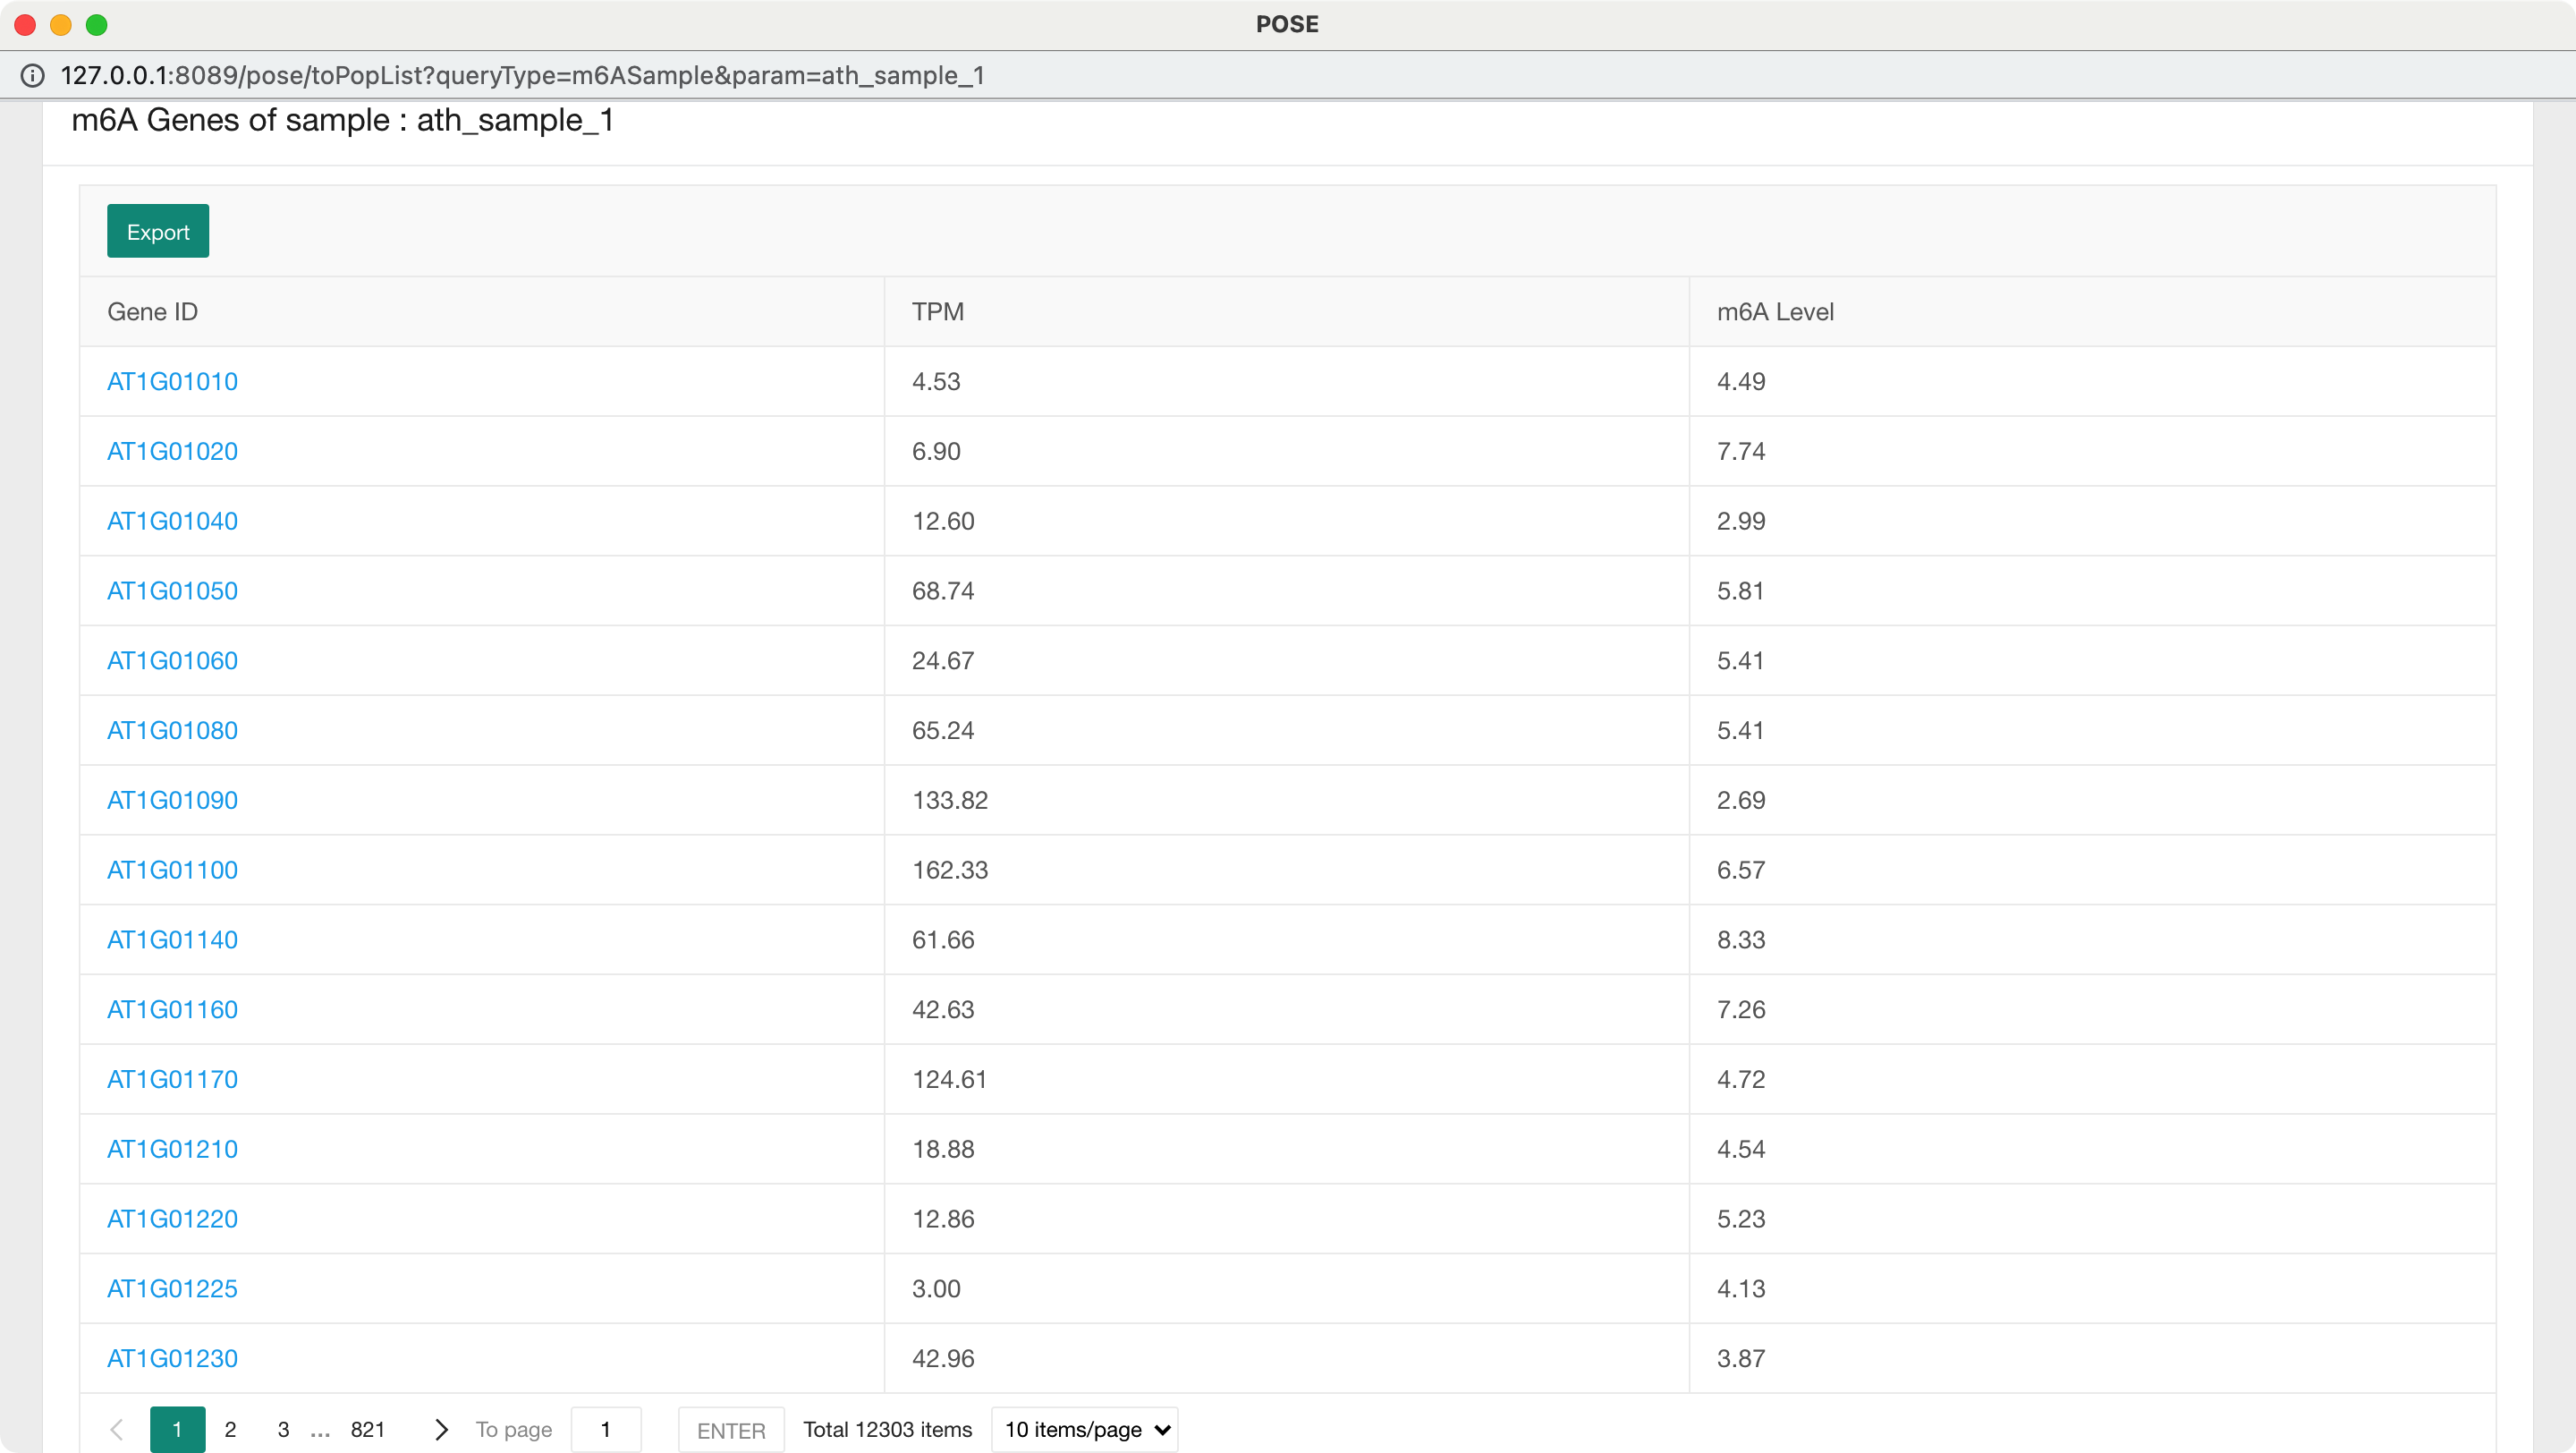 POSE
127.0.0.1:8089/pose/toPopList?queryType=m6ASample&param=ath_sample_1
m6A Genes of sample : ath_sample_1
Export
Gene ID TPM m6A Level
AT1G01010 4.53 4.49
AT1G01020 6.90 7.74
AT1G01040 12.60 2.99
AT1G01050 68.74 5.81
AT1G01060 24.67 5.41
AT1G01080 65.24 5.41
AT1G01090 133.82 2.69
AT1G01100 162.33 6.57
AT1G01140 61.66 8.33
AT1G01160 42.63 7.26
AT1G01170 124.61 4.72
AT1G01210 18.88 4.54
AT1G01220 12.86 5.23
AT1G01225 3.00 4.13
AT1G01230 42.96 3.87
1 2 3 ... 821 To page 1 ENTER Total 12303 items 10 items/page